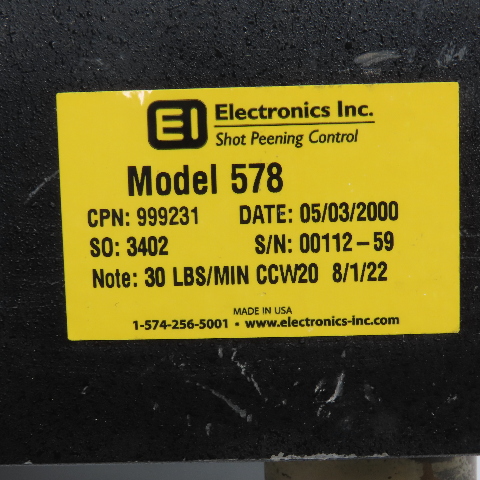 EI Electronics Inc.
Shot Peening Control
Model 578
CPN: 999231 DATE: 05/03/2000
SO: 3402 S/N: 00112-59
Note: 30 LBS/MIN CCW20 8/1/22
MADE IN USA
1-574-256-5001 • www.electronics-inc.com